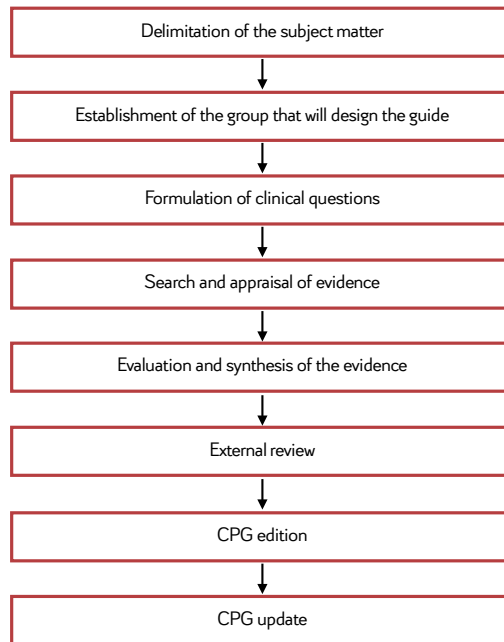 Delimitation of the subject matter
Establishment of the group that will design the guide
Formulation of clinical questions
Search and appraisal of evidence
Evaluation and synthesis of the evidence
External review
CPG edition
CPG update